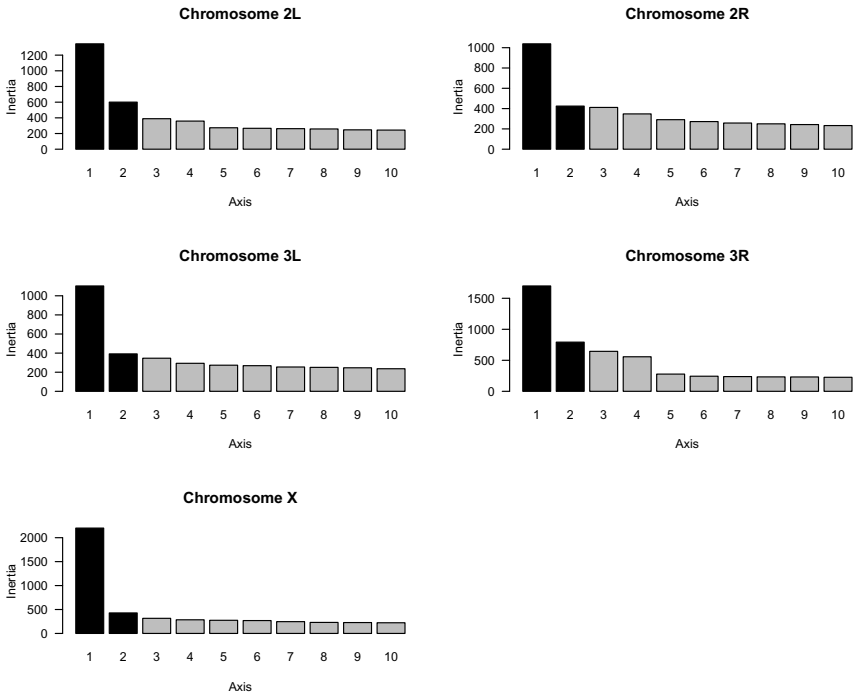 Chromosome 2L
Inertia
1200
1000
800
600
400
200
0
1 2 3 4 5 6 7 8 9 10
Axis
Chromosome 2R
Inertia
1000
800
600
400
200
0
1 2 3 4 5 6 7 8 9 10
Axis
Chromosome 3L
Inertia
1000
800
600
400
200
0
1 2 3 4 5 6 7 8 9 10
Axis
Chromosome 3R
Inertia
1500
1000
500
0
1 2 3 4 5 6 7 8 9 10
Axis
Chromosome X
Inertia
2000
1500
1000
500
0
1 2 3 4 5 6 7 8 9 10
Axis